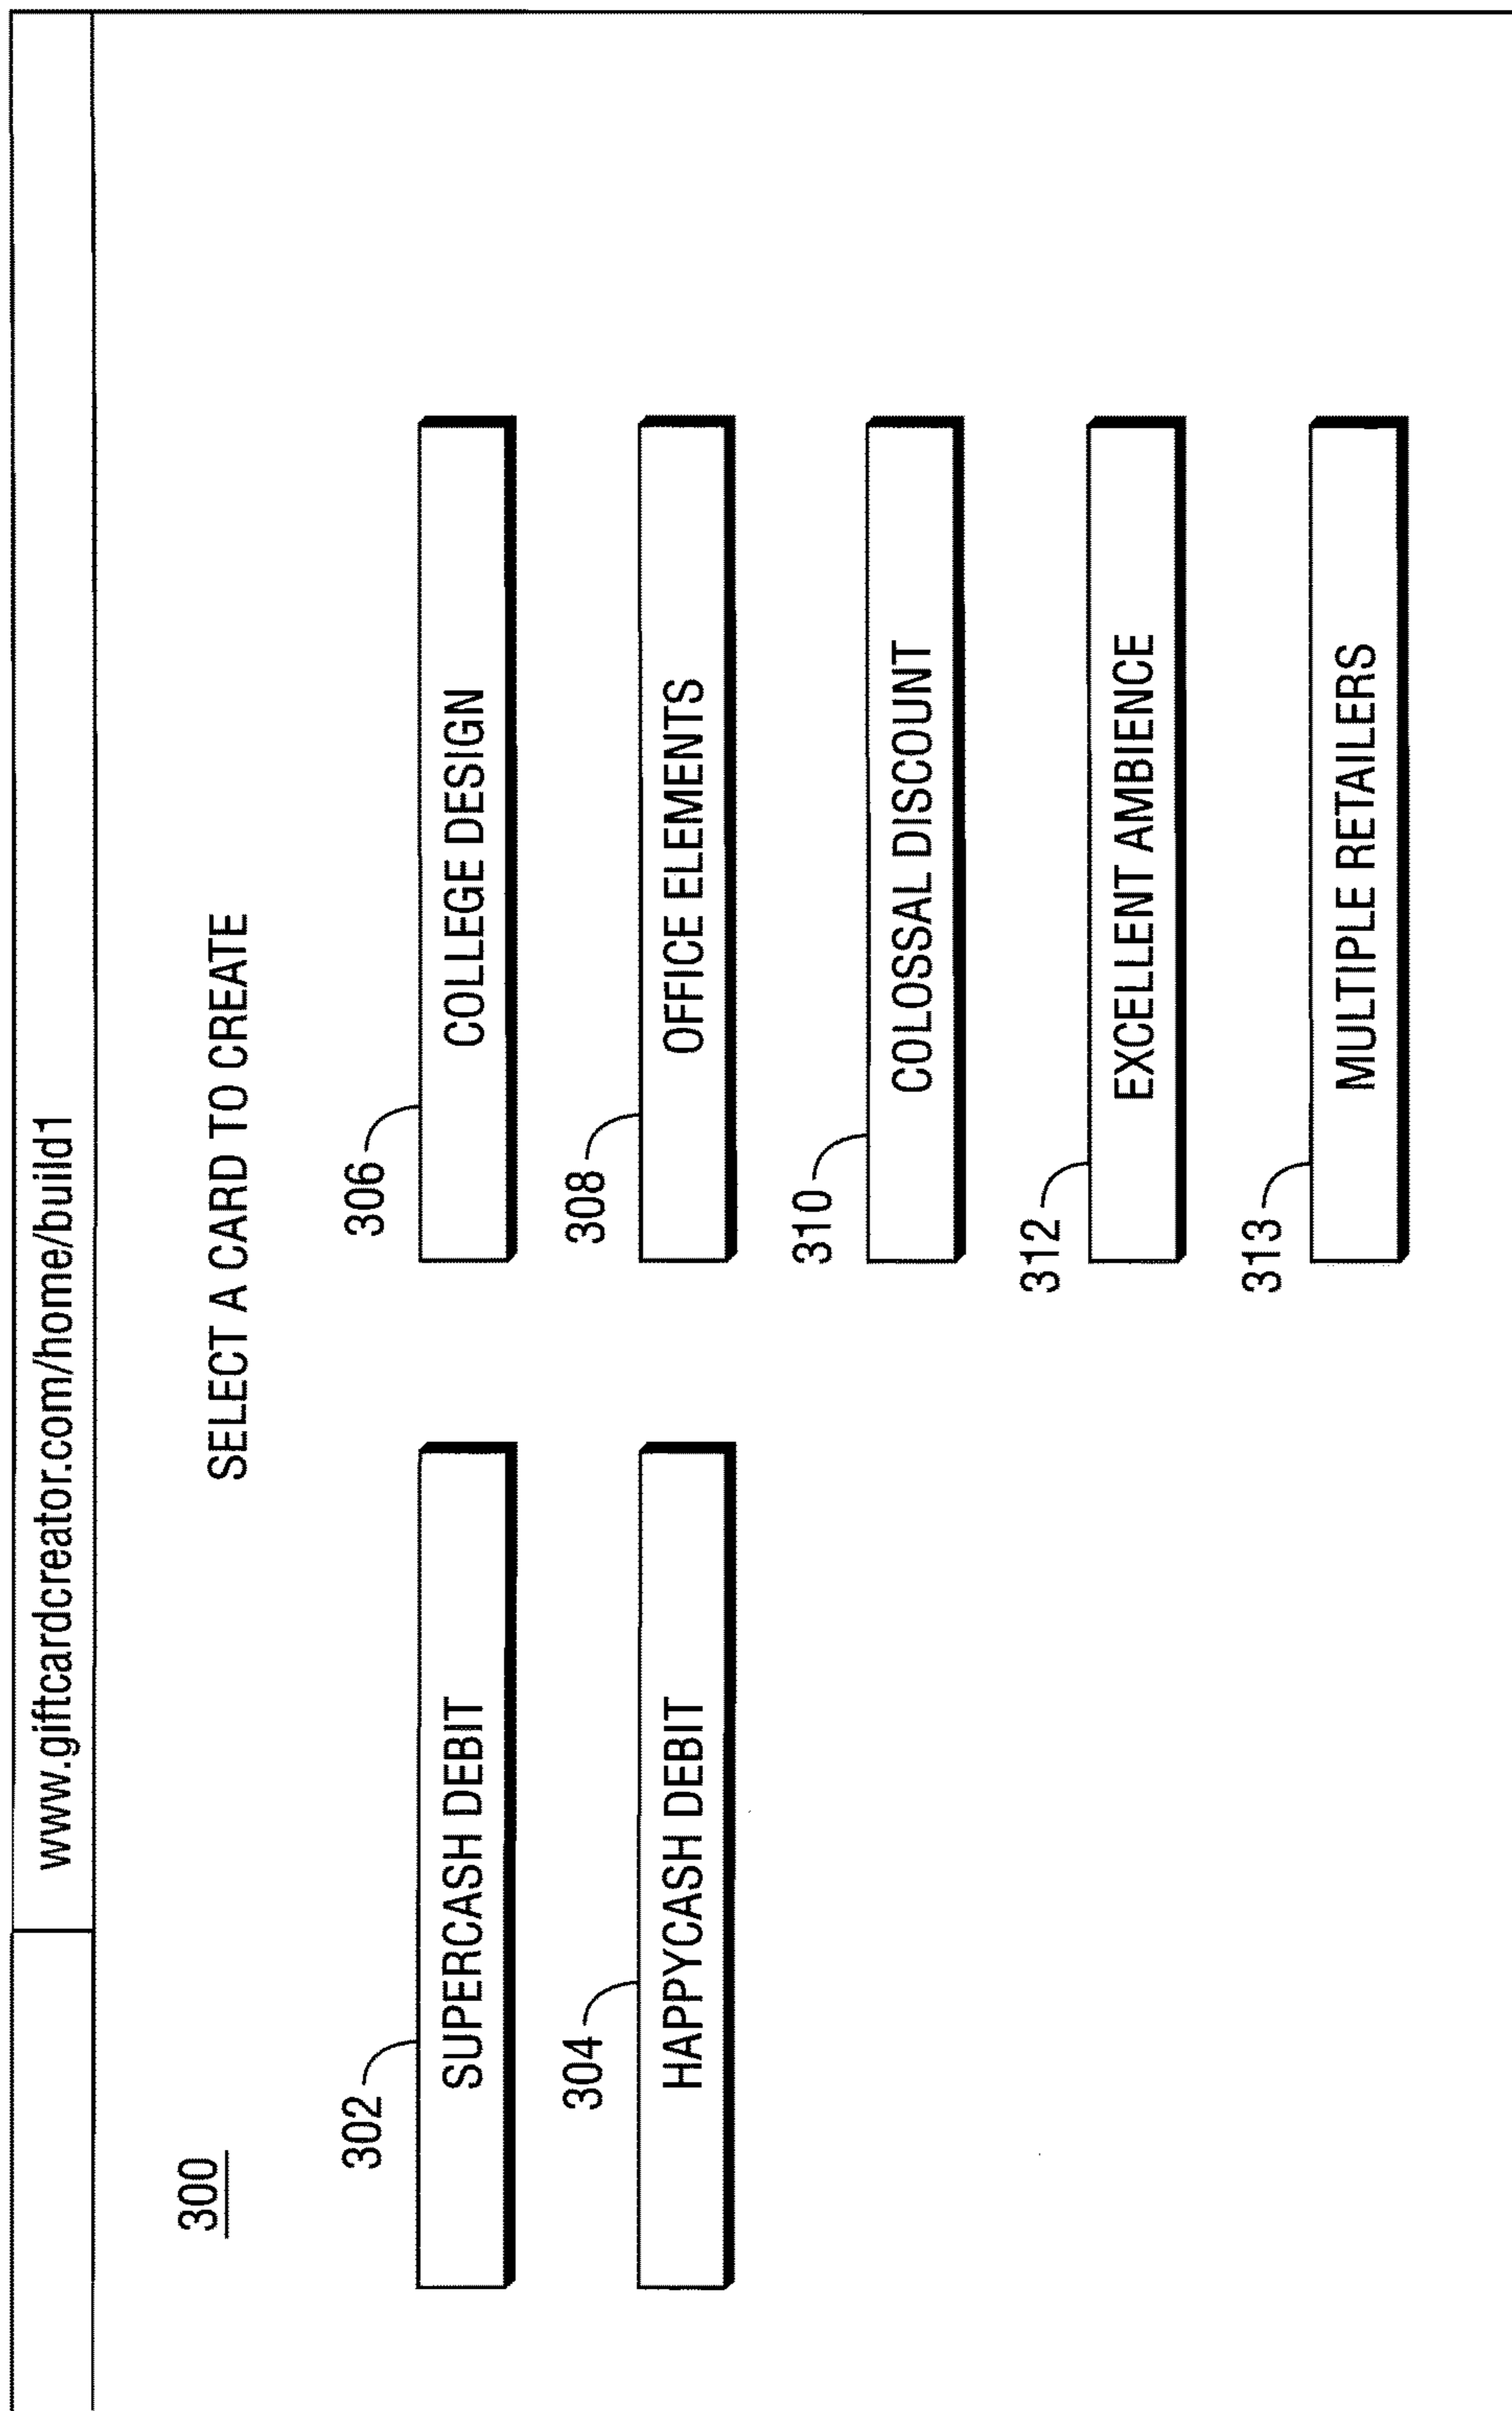 www.giftcardcreator.com/home/build1
300
SELECT A CARD TO CREATE
302
SUPERCASH DEBIT
304
HAPPYCASH DEBIT
306
COLLEGE DESIGN
308
OFFICE ELEMENTS
310
COLOSSAL DISCOUNT
312
EXCELLENT AMBIENCE
313
MULTIPLE RETAILERS